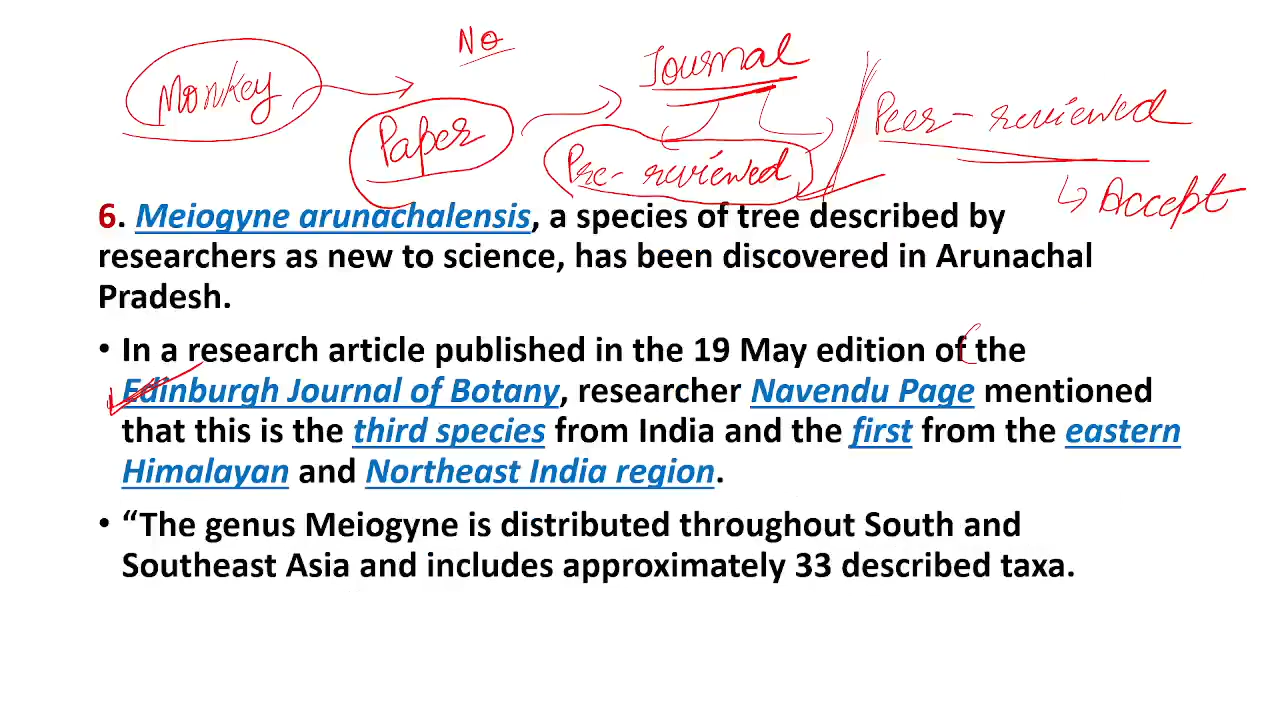 No
Journal
Monkey
Peer-reviewed
Paper
Pre-reviewed
Accept
6. Meiogyne arunachalensis, a species of tree described by
researchers as new to science, has been discovered in Arunachal
Pradesh.
• In a research article published in the 19 May edition of the
Edinburgh Journal of Botany, researcher Navendu Page mentioned
that this is the third species from India and the first from the eastern
Himalayan and Northeast India region.
• “The genus Meiogyne is distributed throughout South and
Southeast Asia and includes approximately 33 described taxa.